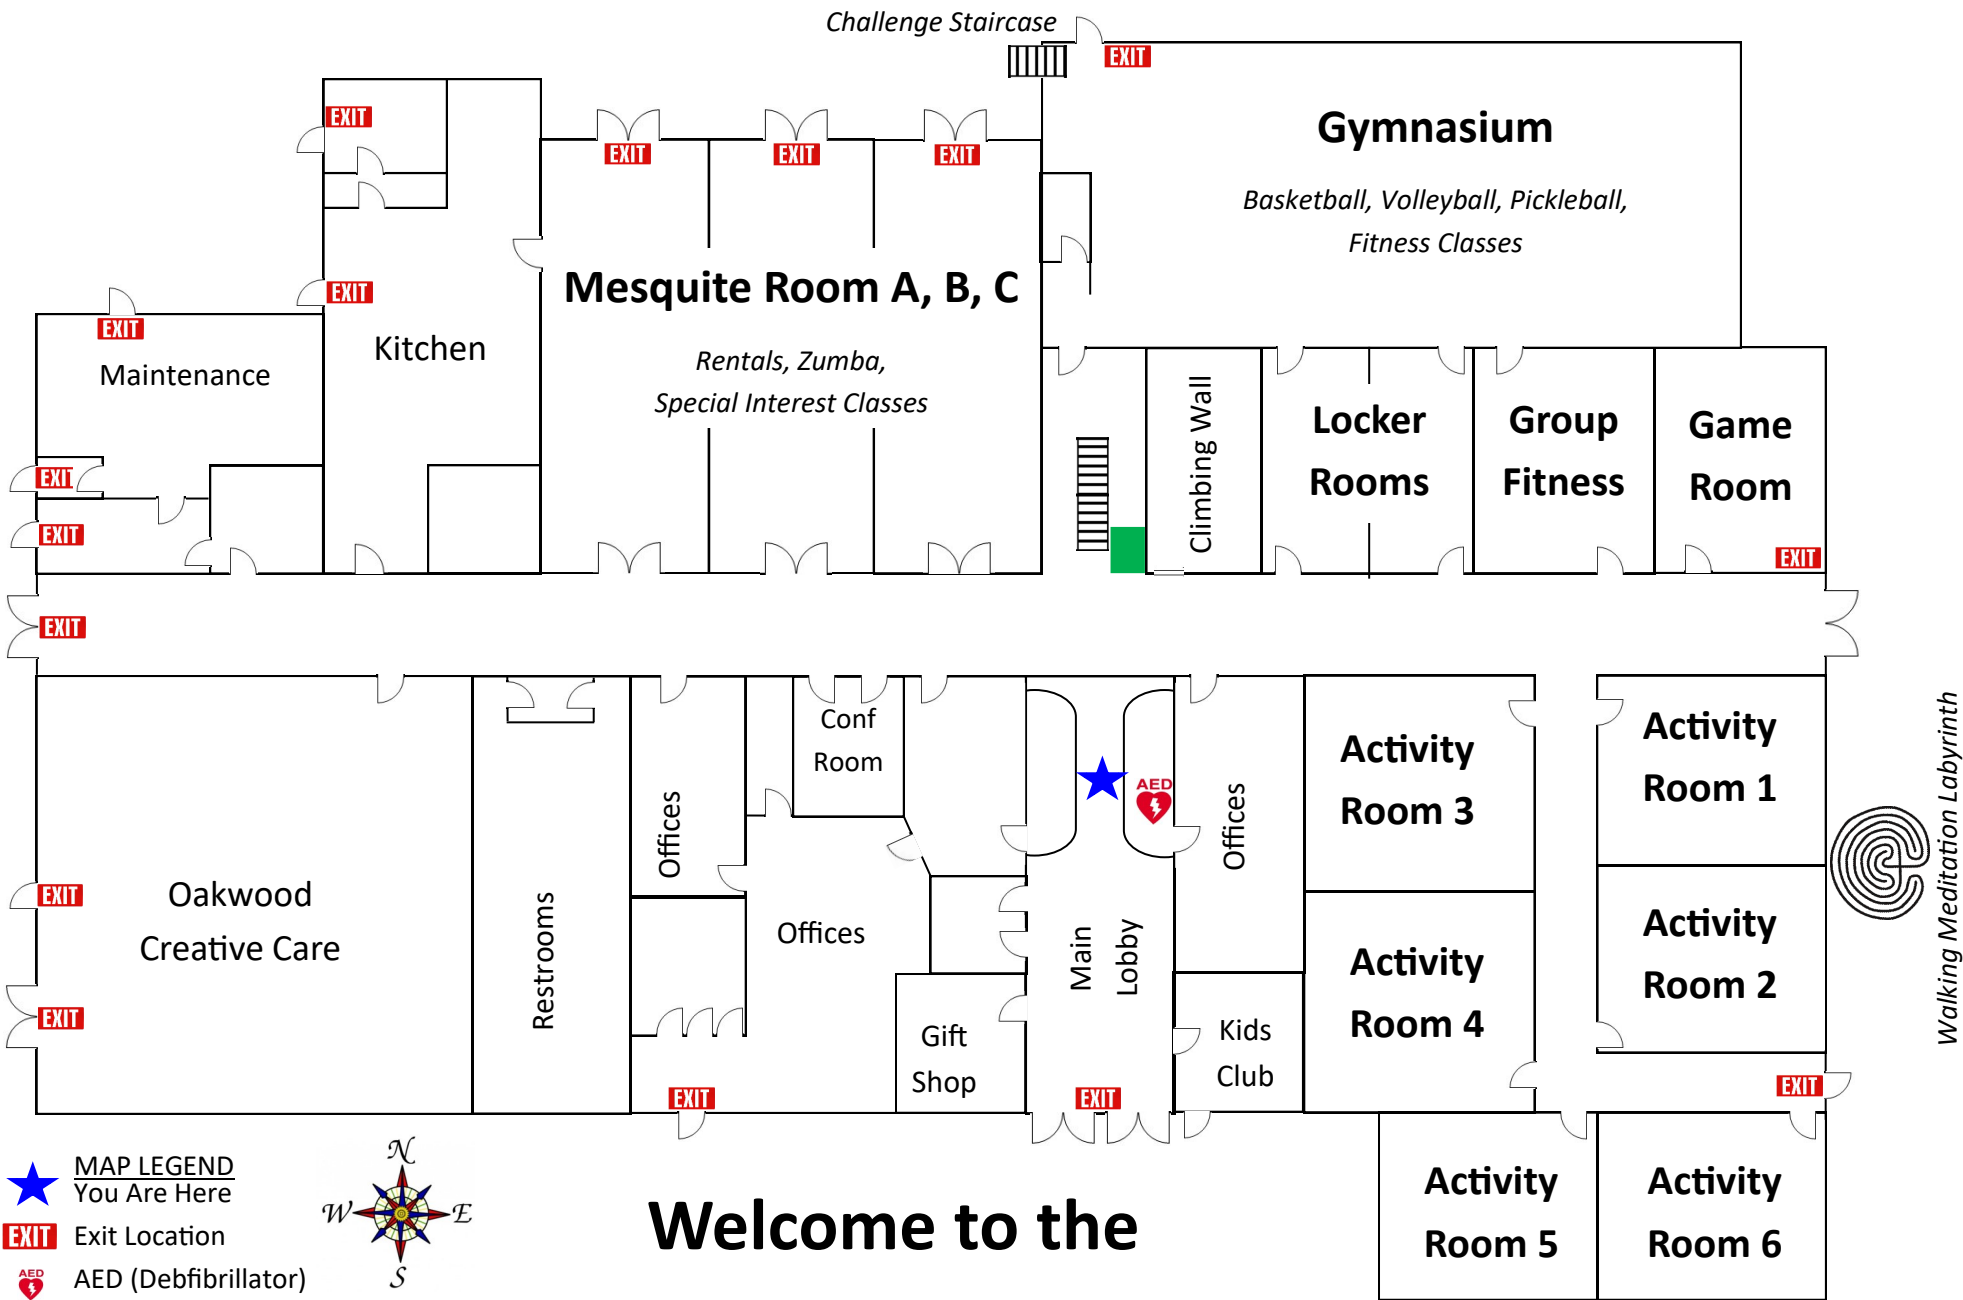 Challenge Staircase
EXIT
EXIT
Gymnasium
EXIT
EXIT
EXIT
Basketball, Volleyball, Pickleball,
Fitness Classes
EXIT
Mesquite Room A, B, C
EXIT
Maintenance
Kitchen
Rentals, Zumba,
Special Interest Classes
Climbing Wall
Locker
Rooms
Group
Fitness
Game
Room
EXIT
EXIT
EXIT
EXIT
Conf
Room
Offices
AED
Offices
Activity
Room 3
Activity
Room 1
Walking Meditation Labyrinth
EXIT
Oakwood
Creative Care
Restrooms
Offices
Main
Lobby
Activity
Room 4
Activity
Room 2
EXIT
Gift
Shop
Kids
Club
EXIT
EXIT
EXIT
MAP LEGEND
You Are Here
EXIT Exit Location
AED AED (Debfibrillator)
N
W E
S
Welcome to the
Activity
Room 5
Activity
Room 6